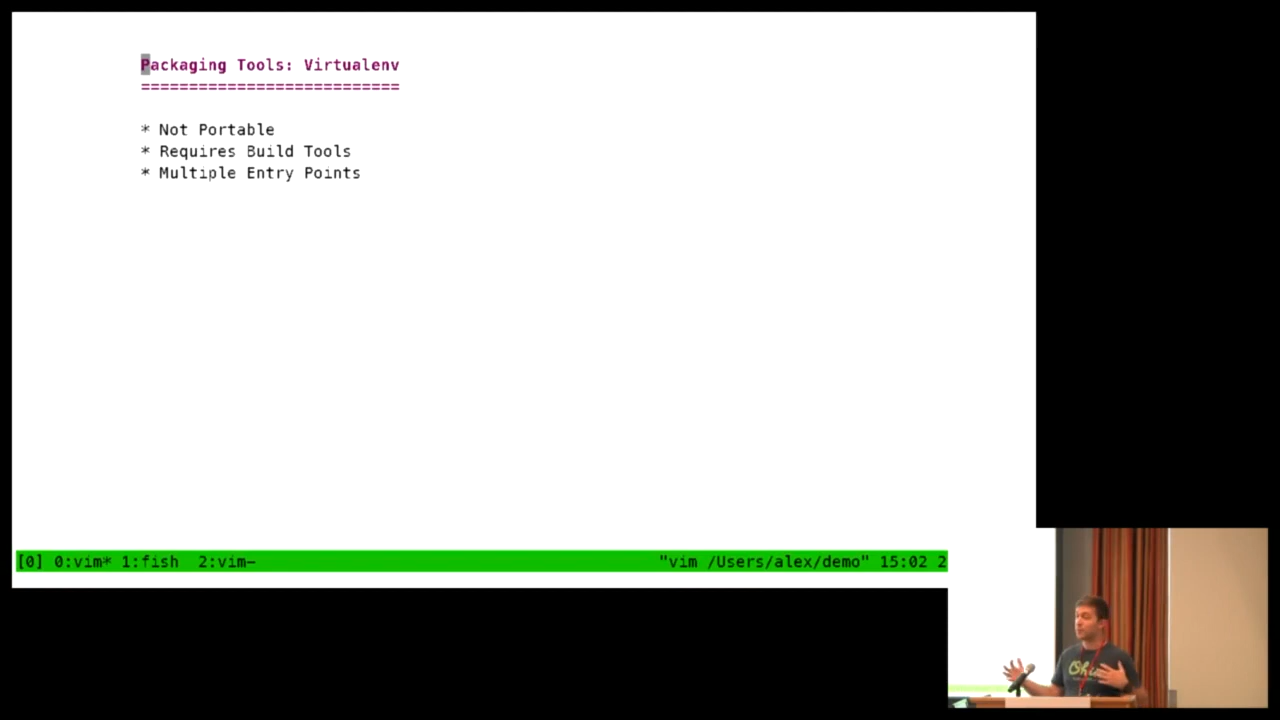 Packaging Tools: Virtualenv
===========================
* Not Portable
* Requires Build Tools
* Multiple Entry Points
[0] 0:vim* 1:fish  2:vim- "vim /Users/alex/demo" 15:02 2